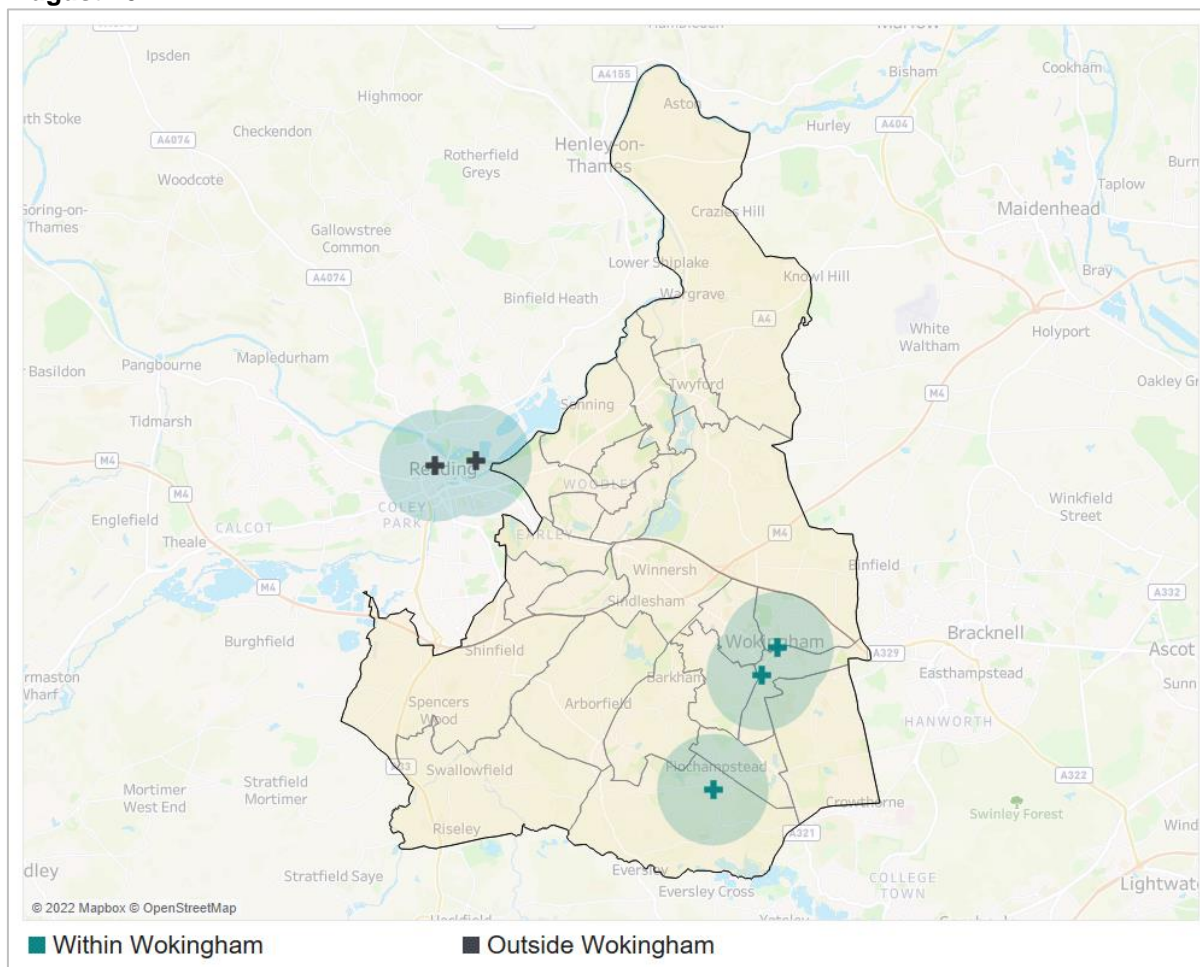 A4155
Ipsden
Bisham
Cookham
Aston
Highmoor
Hurley
A404
A4074
Checkendon
Henley-on-
Thames
Rotherfield
Greys
Woodcote
Taplow
Goring-on-
Thames
Crazies Hill
Maidenhead
Gallowstree
Common
Lower Shiplake
Knowl Hill
Bray
A4074
Binfield Heath
Wargrave
A4
White
Waltham
Holyport
Mapledurham
Pangbourne
Basildon
Twyford
Oakley
M4
Sonning
Tidmarsh
M4
Reading
WOODLEY
M4
COLEY
PARK
Winkfield
Street
Englefield
CALCOT
EARLEY
Theale
M4
Binfield
Winnersh
M4
A332
Sindlesham
Burghfield
Wokingham
Bracknell
Ascot
Shinfield
A329
Easthampstead
Barkham
Spencers
Wood
Arborfield
HANWORTH
Swallowfield
Finchampstead
A322
Mortimer
West End
Stratfield
Mortimer
Crowthorne
Swinley Forest
Riseley
A321
Eversley
Stratfield Saye
COLLEGE
TOWN
Eversley Cross
© 2022 Mapbox © OpenStreetMap
Within Wokingham
Outside Wokingham